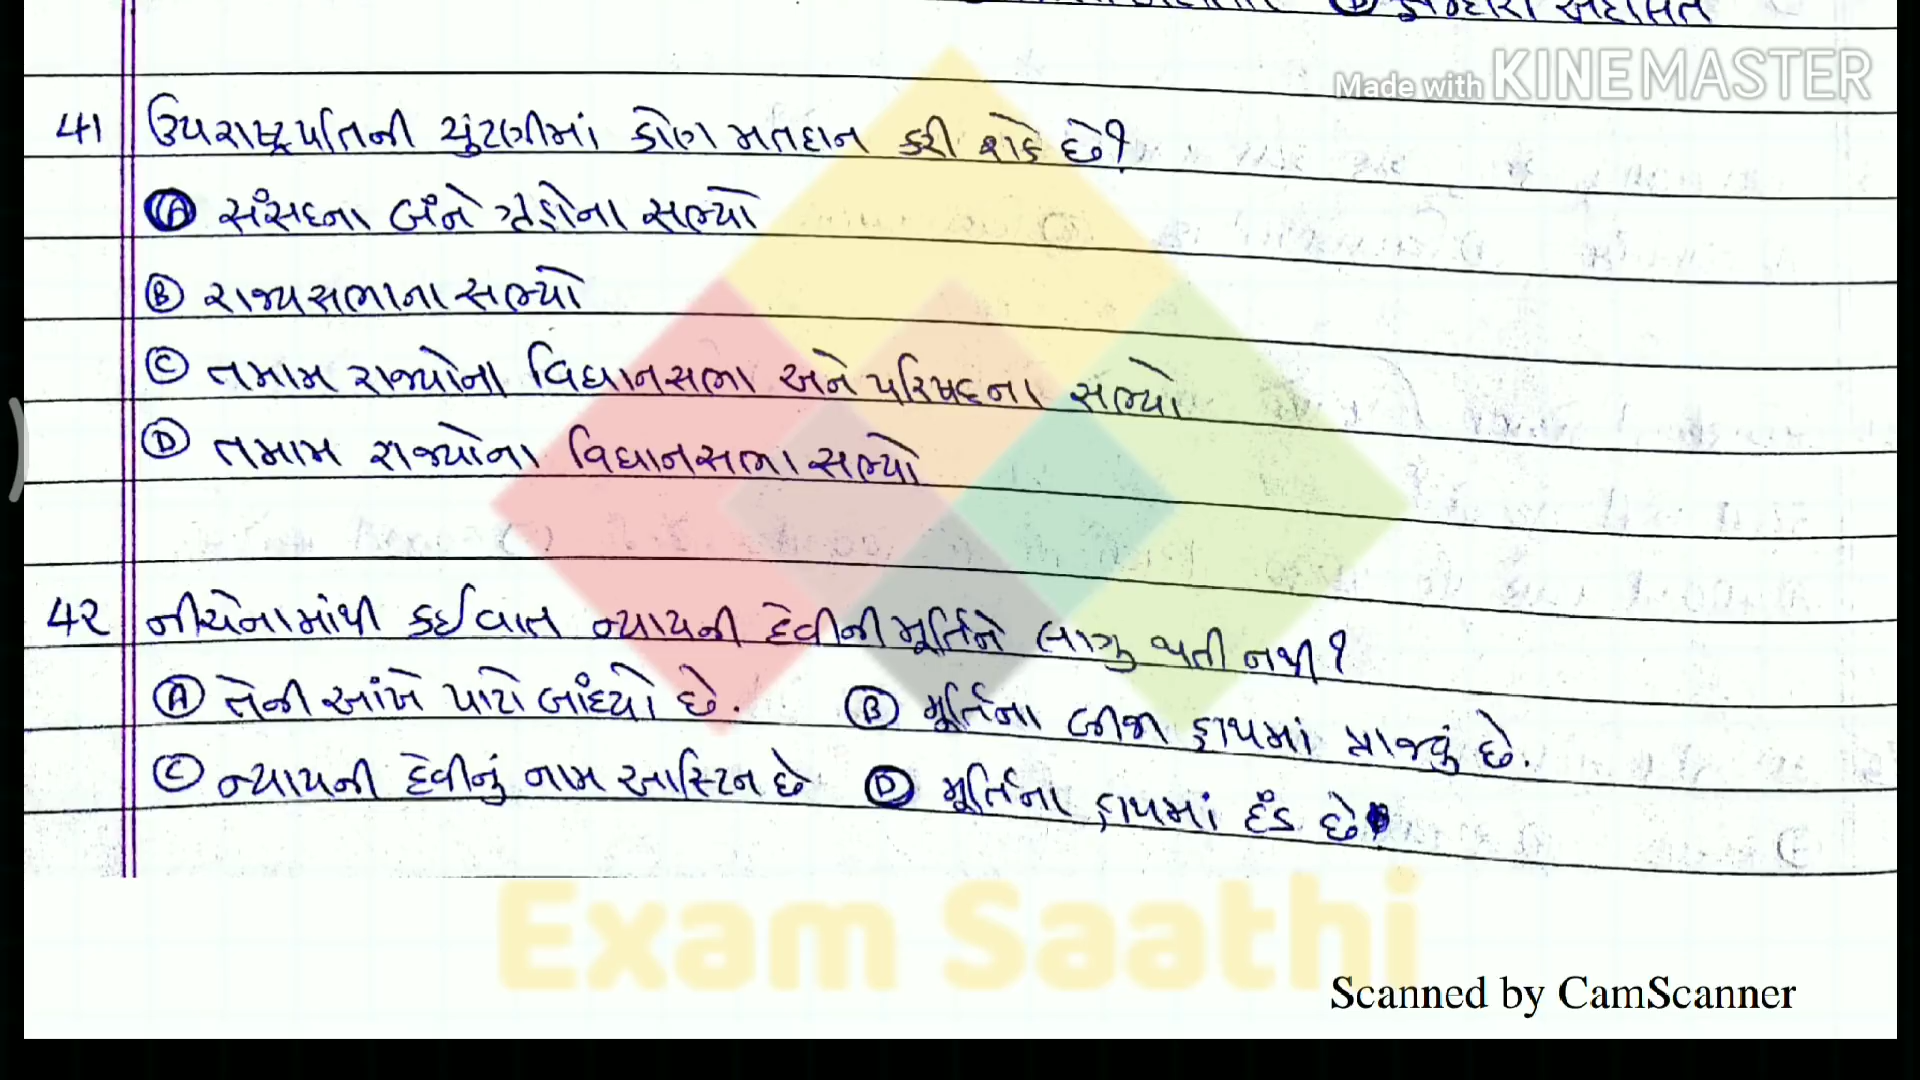 Made with KINEMASTER
41 ઉપરાષ્ટ્રપતિની ચુંટણીમાં કોણ મતદાન કરી શકે છે?
A સંસદના બંને ગૃહોના સભ્યો
B રાજ્યસભાના સભ્યો
C તમામ રાજ્યોના વિધાનસભા અને પરિષદના સભ્યો
D તમામ રાજ્યોના વિધાનસભા સભ્યો
42 નીચેનામાંથી કઈ વાત ન્યાયની દેવીની મૂર્તિને લાગુ થતી નથી?
A તેની આંખે પાટો બાંધ્યો છે. B મૂર્તિના બીજા હાથમાં ત્રાજવું છે.
C ન્યાયની દેવીનું નામ આસ્ટિન છે D મૂર્તિના હાથમાં દંડ છે.
Exam Saathi
Scanned by CamScanner